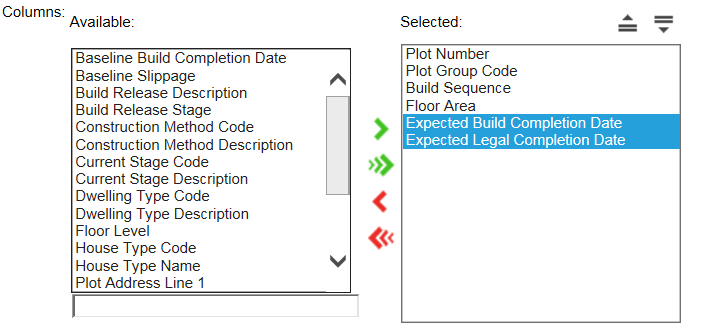 Columns:
Available:
Selected:
Baseline Build Completion Date
Baseline Slippage
Build Release Description
Build Release Stage
Construction Method Code
Construction Method Description
Current Stage Code
Current Stage Description
Dwelling Type Code
Dwelling Type Description
Floor Level
House Type Code
House Type Name
Plot Address Line 1
Plot Number
Plot Group Code
Build Sequence
Floor Area
Expected Build Completion Date
Expected Legal Completion Date